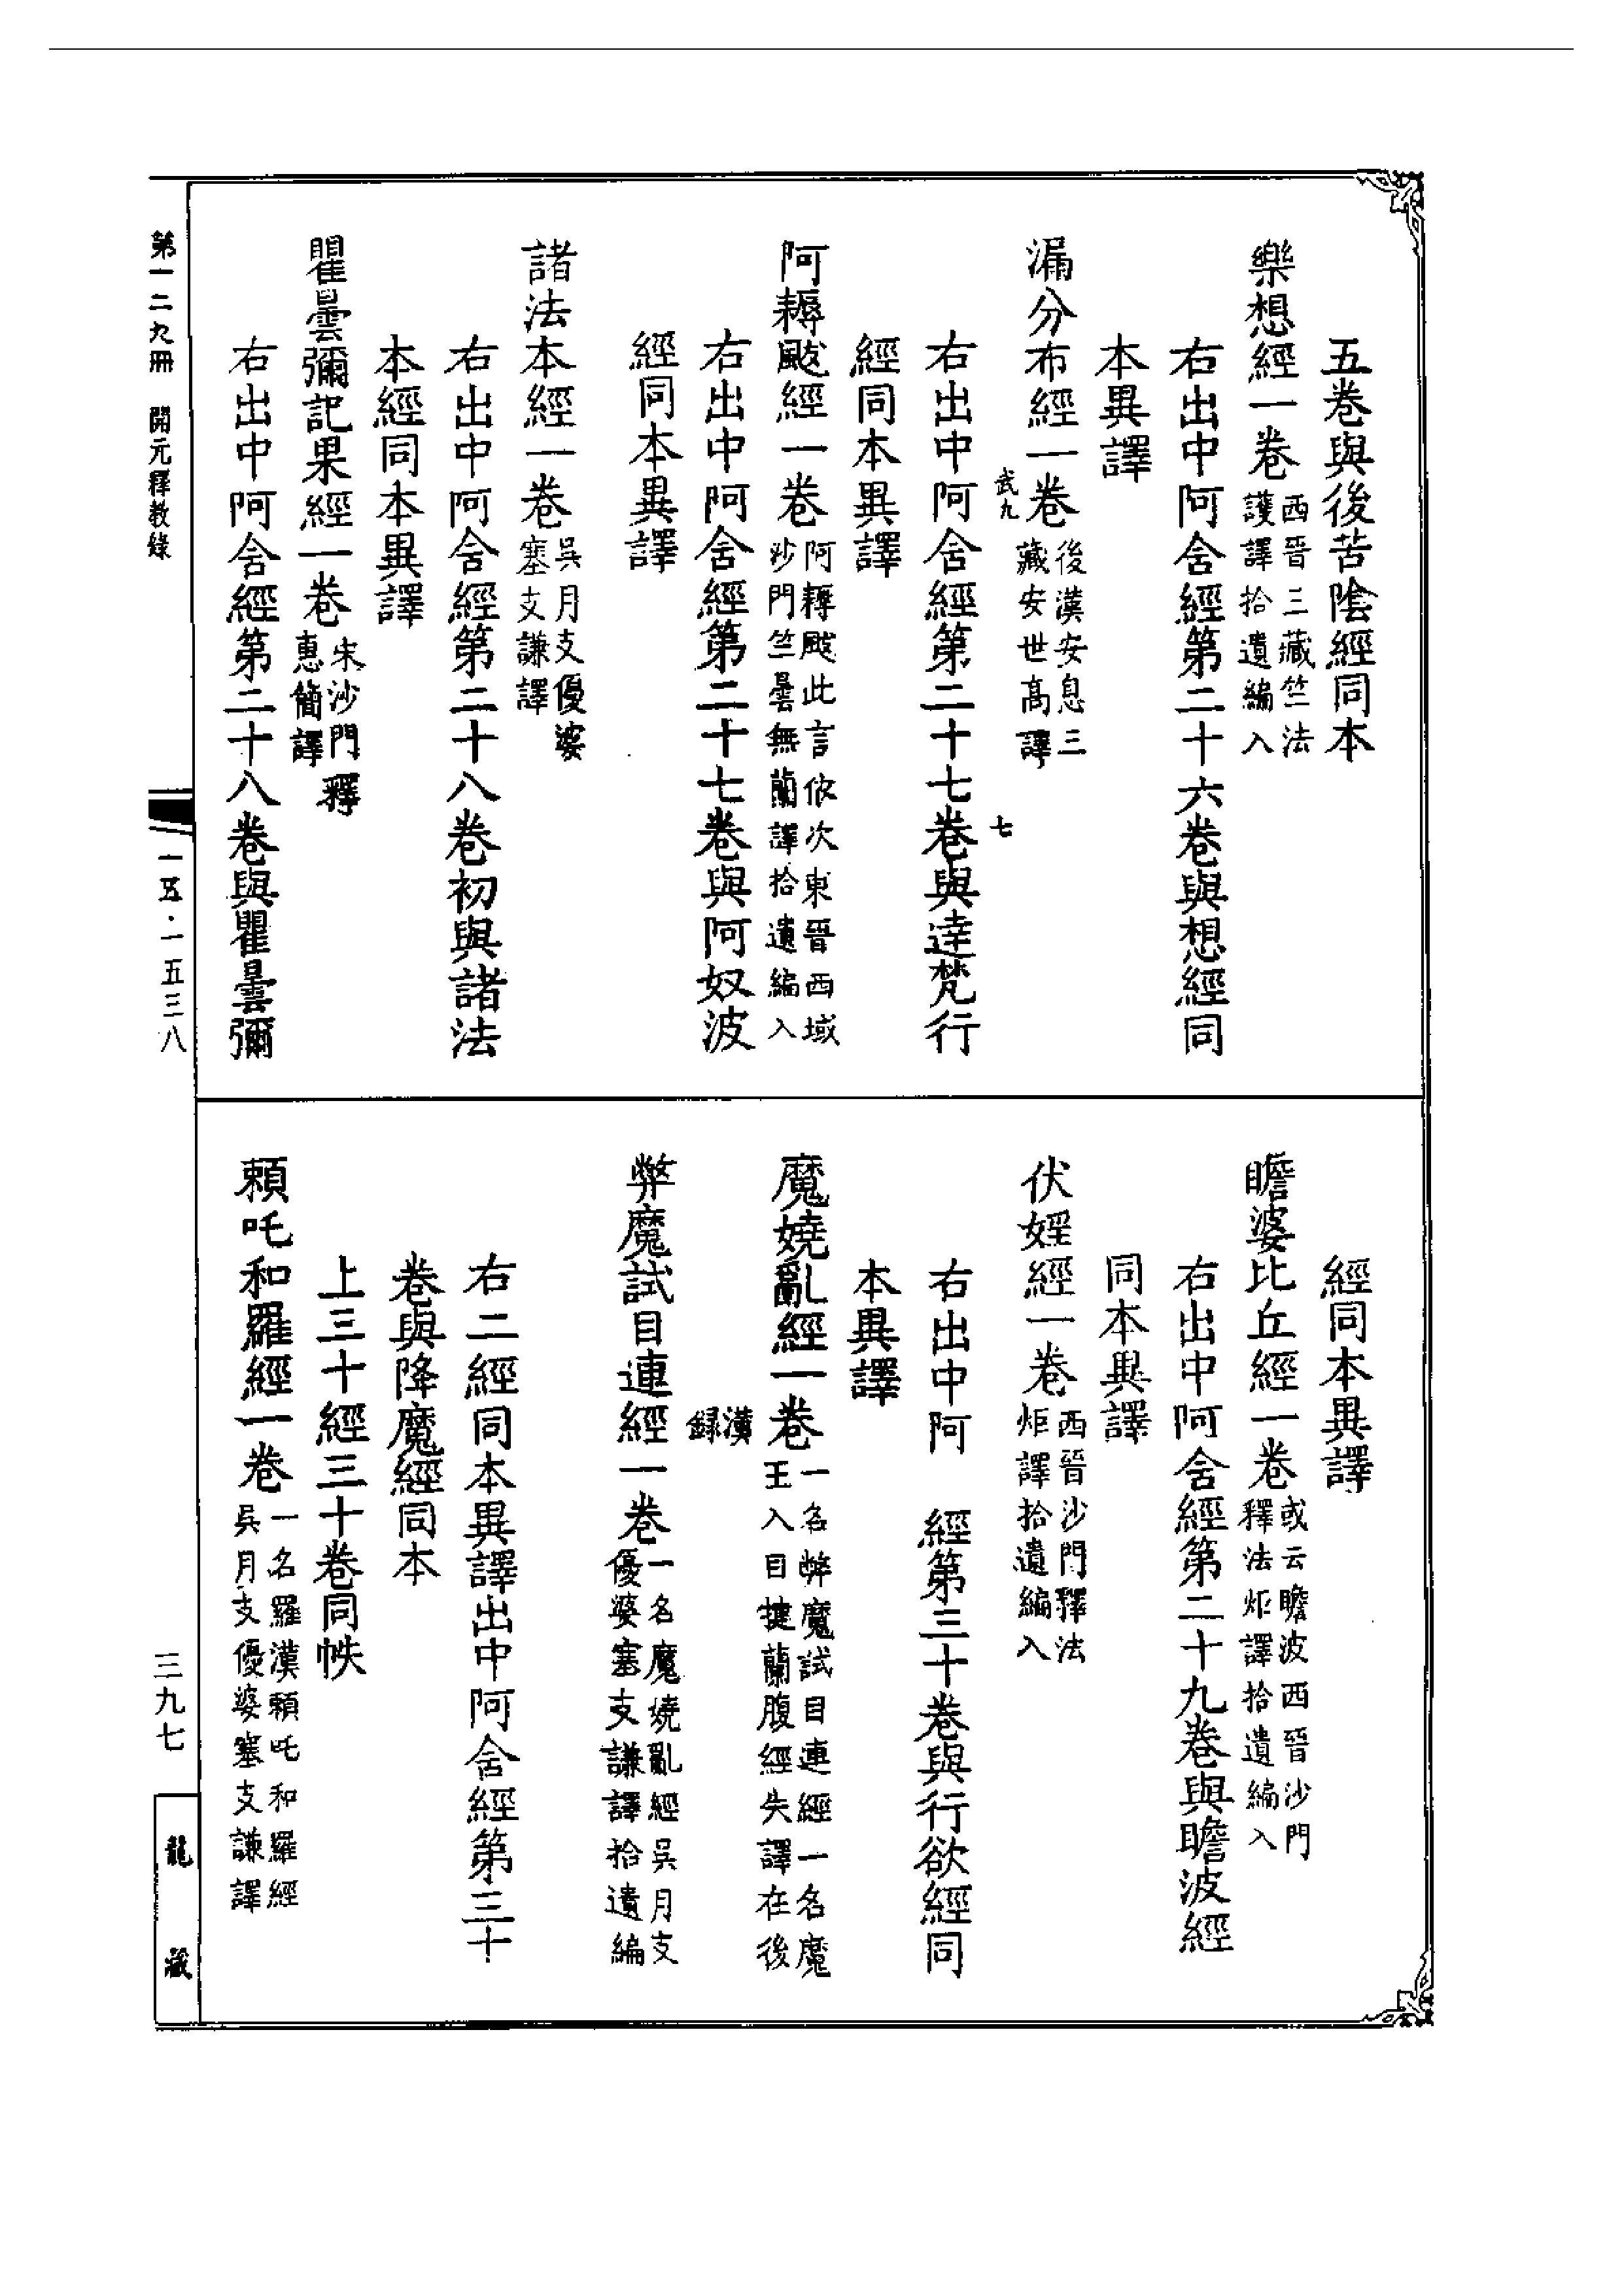 五卷與後苦陰經同本
樂想經一卷西晉三藏竺法護譯拾遺編入
右出中阿含經第二十六卷與想經同
本異譯
漏分布經一卷後漢安息三藏安世高譯
武九 七
右出中阿含經第二十七卷與達梵行
經同本異譯
阿耨颰經一卷阿耨颰此言依次東晉西域沙門竺曇無蘭譯拾遺編入
右出中阿含經第二十七卷與阿奴波
經同本異譯
諸法本經一卷吳月支優婆塞支謙譯
右出中阿含經第二十八卷初與諸法
本經同本異譯
瞿曇彌記果經一卷宋沙門釋惠簡譯
右出中阿含經第二十八卷與瞿曇彌
經同本異譯
瞻婆比丘經一卷或云瞻波西晉沙門釋法炬譯拾遺編入
右出中阿含經第二十九卷與瞻波經
同本異譯
伏婬經一卷西晉沙門釋法炬譯拾遺編入
右出中阿 經第三十卷與行欲經同
本異譯
魔嬈亂經一卷一名弊魔試目連經一名魔王入目揵蘭腹經失譯在後
漢錄
弊魔試目連經一卷一名魔嬈亂經吳月支優婆塞支謙譯拾遺編
右二經同本異譯出中阿含經第三十
卷與降魔經同本
上三十經三十卷同帙
頼吒和羅經一卷一名羅漢頼吒和羅經吳月支優婆塞支謙譯
第一二九冊 開元釋教錄
一五·一五三八
三九七
龍藏